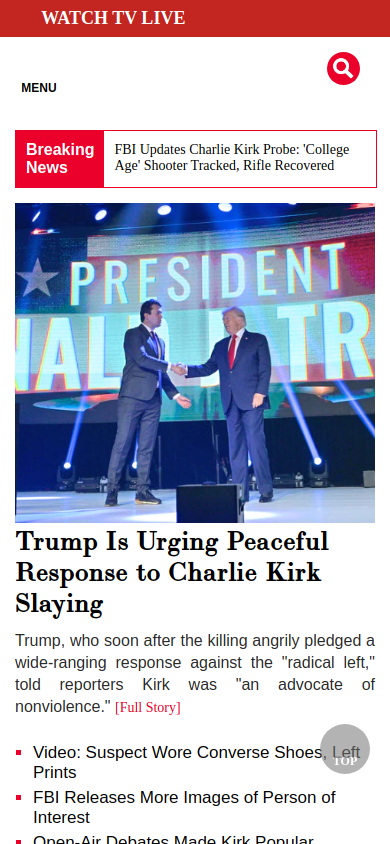 WATCH TV LIVE
MENU
Breaking
News
FBI Updates Charlie Kirk Probe: 'College
Age' Shooter Tracked, Rifle Recovered
PRESIDENT
NALD J TR
Trump Is Urging Peaceful
Response to Charlie Kirk
Slaying
Trump, who soon after the killing angrily pledged a
wide-ranging response against the "radical left,"
told reporters Kirk was "an advocate of
nonviolence." [Full Story]
Video: Suspect Wore Converse Shoes, Left
Prints
TOP
FBI Releases More Images of Person of
Interest
Open-Air Debates Made Kirk Popular